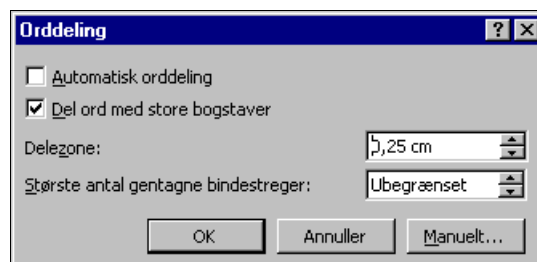 Orddeling
Automatisk orddeling
Del ord med store bogstaver
Delezone: 0,25 cm
Største antal gentagne bindestreger: Ubegrænset
OK Annuller Manuelt...